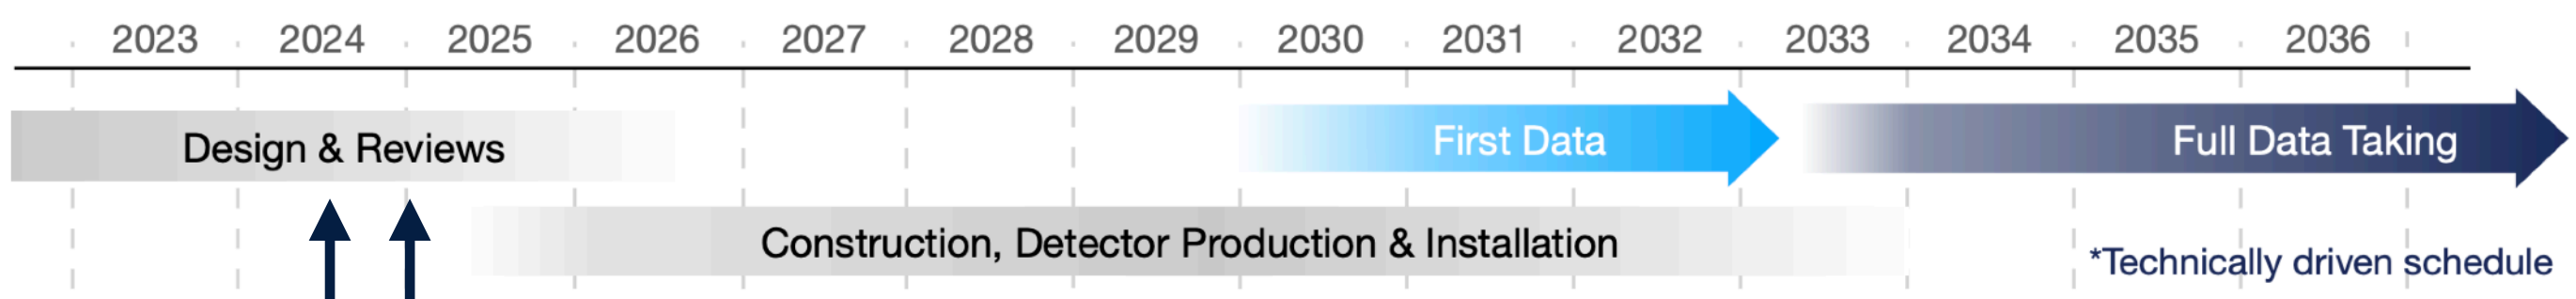 2023 2024 2025 2026 2027 2028 2029 2030 2031 2032 2033 2034 2035 2036
Design & Reviews
First Data
Full Data Taking
Construction, Detector Production & Installation
*Technically driven schedule